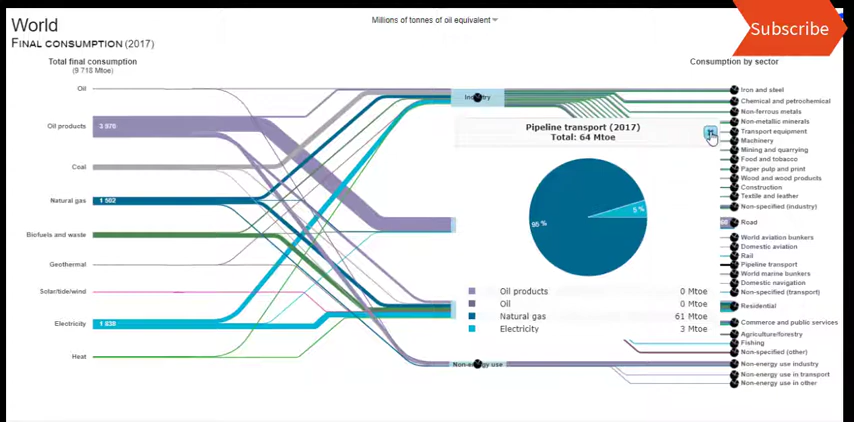 World
FINAL CONSUMPTION (2017)
Millions of tonnes of oil equivalent
Subscribe
Total final consumption
(9 718 Mtoe)
Consumption by sector
Oil
Oil products
Coal
Natural gas
1 502
Biofuels and waste
Geothermal
Solar/tide/wind
Electricity
1 838
Heat
Industry
Non-energy use
Pipeline transport (2017)
Total: 64 Mtoe
95 %
5 %
Oil products 0 Mtoe
Oil 0 Mtoe
Natural gas 61 Mtoe
Electricity 3 Mtoe
Iron and steel
Chemical and petrochemical
Non-ferrous metals
Non-metallic minerals
Transport equipment
Machinery
Mining and quarrying
Food and tobacco
Paper pulp and print
Wood and wood products
Construction
Textile and leather
Non-specified (industry)
Road
World aviation bunkers
Domestic aviation
Rail
Pipeline transport
World marine bunkers
Domestic navigation
Non-specified (transport)
Residential
Commerce and public services
Agriculture/forestry
Fishing
Non-specified (other)
Non-energy use industry
Non-energy use in transport
Non-energy use in other